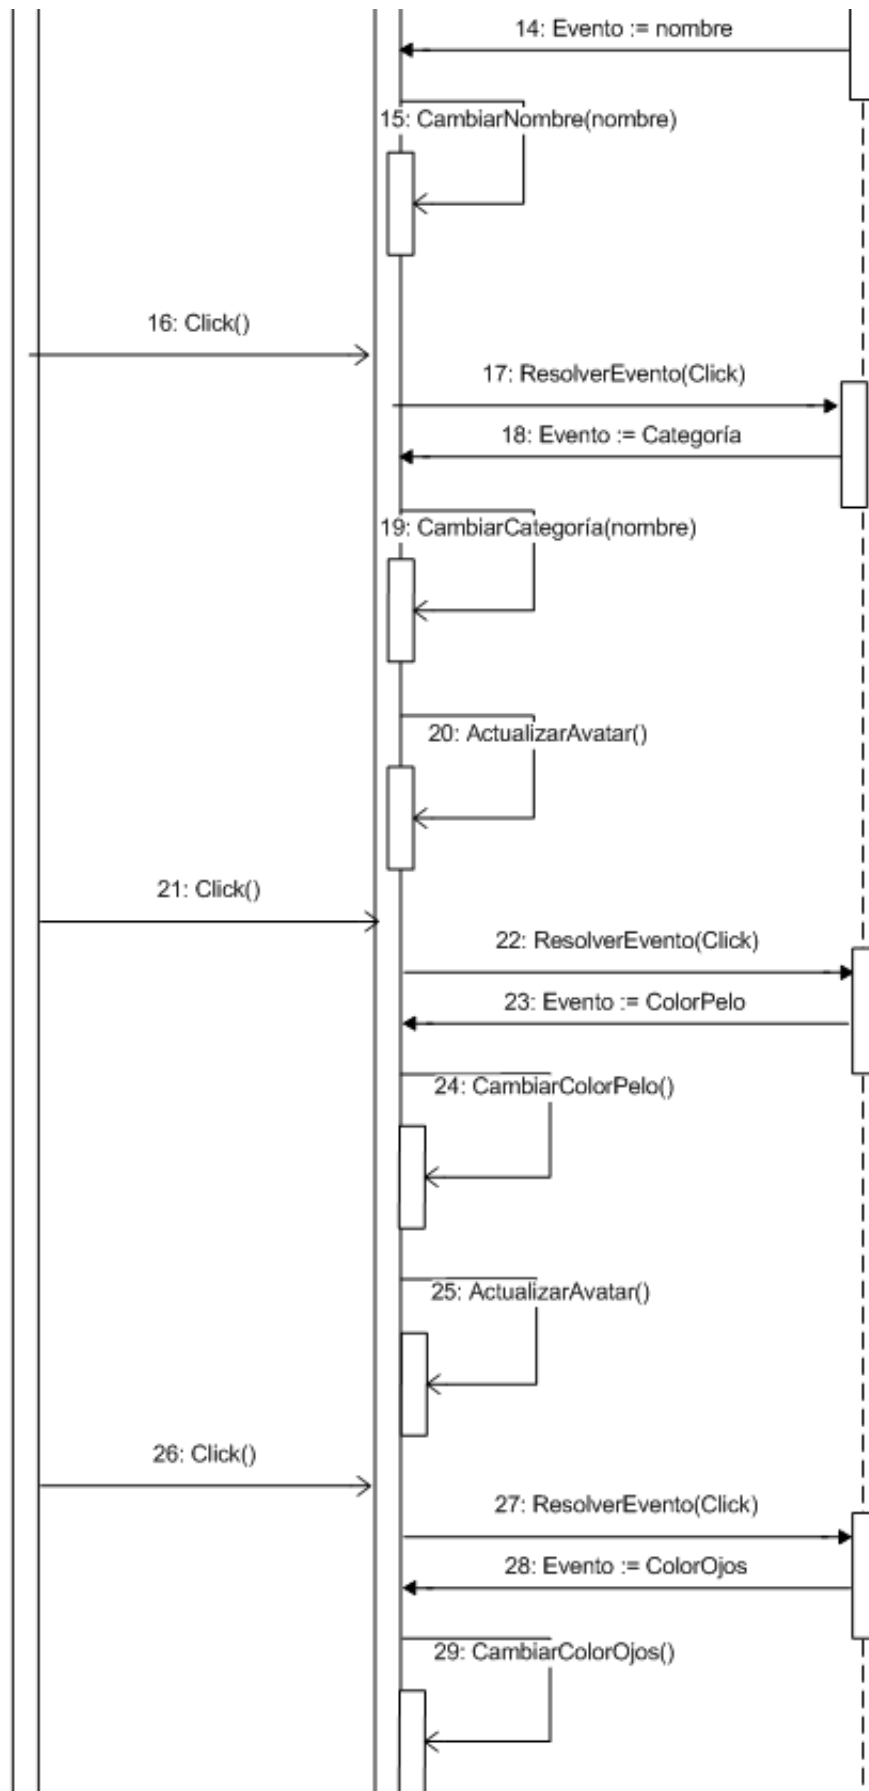 14: Evento := nombre
15: CambiarNombre(nombre)
16: Click()
17: ResolverEvento(Click)
18: Evento := Categoría
19: CambiarCategoría(nombre)
20: ActualizarAvatar()
21: Click()
22: ResolverEvento(Click)
23: Evento := ColorPelo
24: CambiarColorPelo()
25: ActualizarAvatar()
26: Click()
27: ResolverEvento(Click)
28: Evento := ColorOjos
29: CambiarColorOjos()